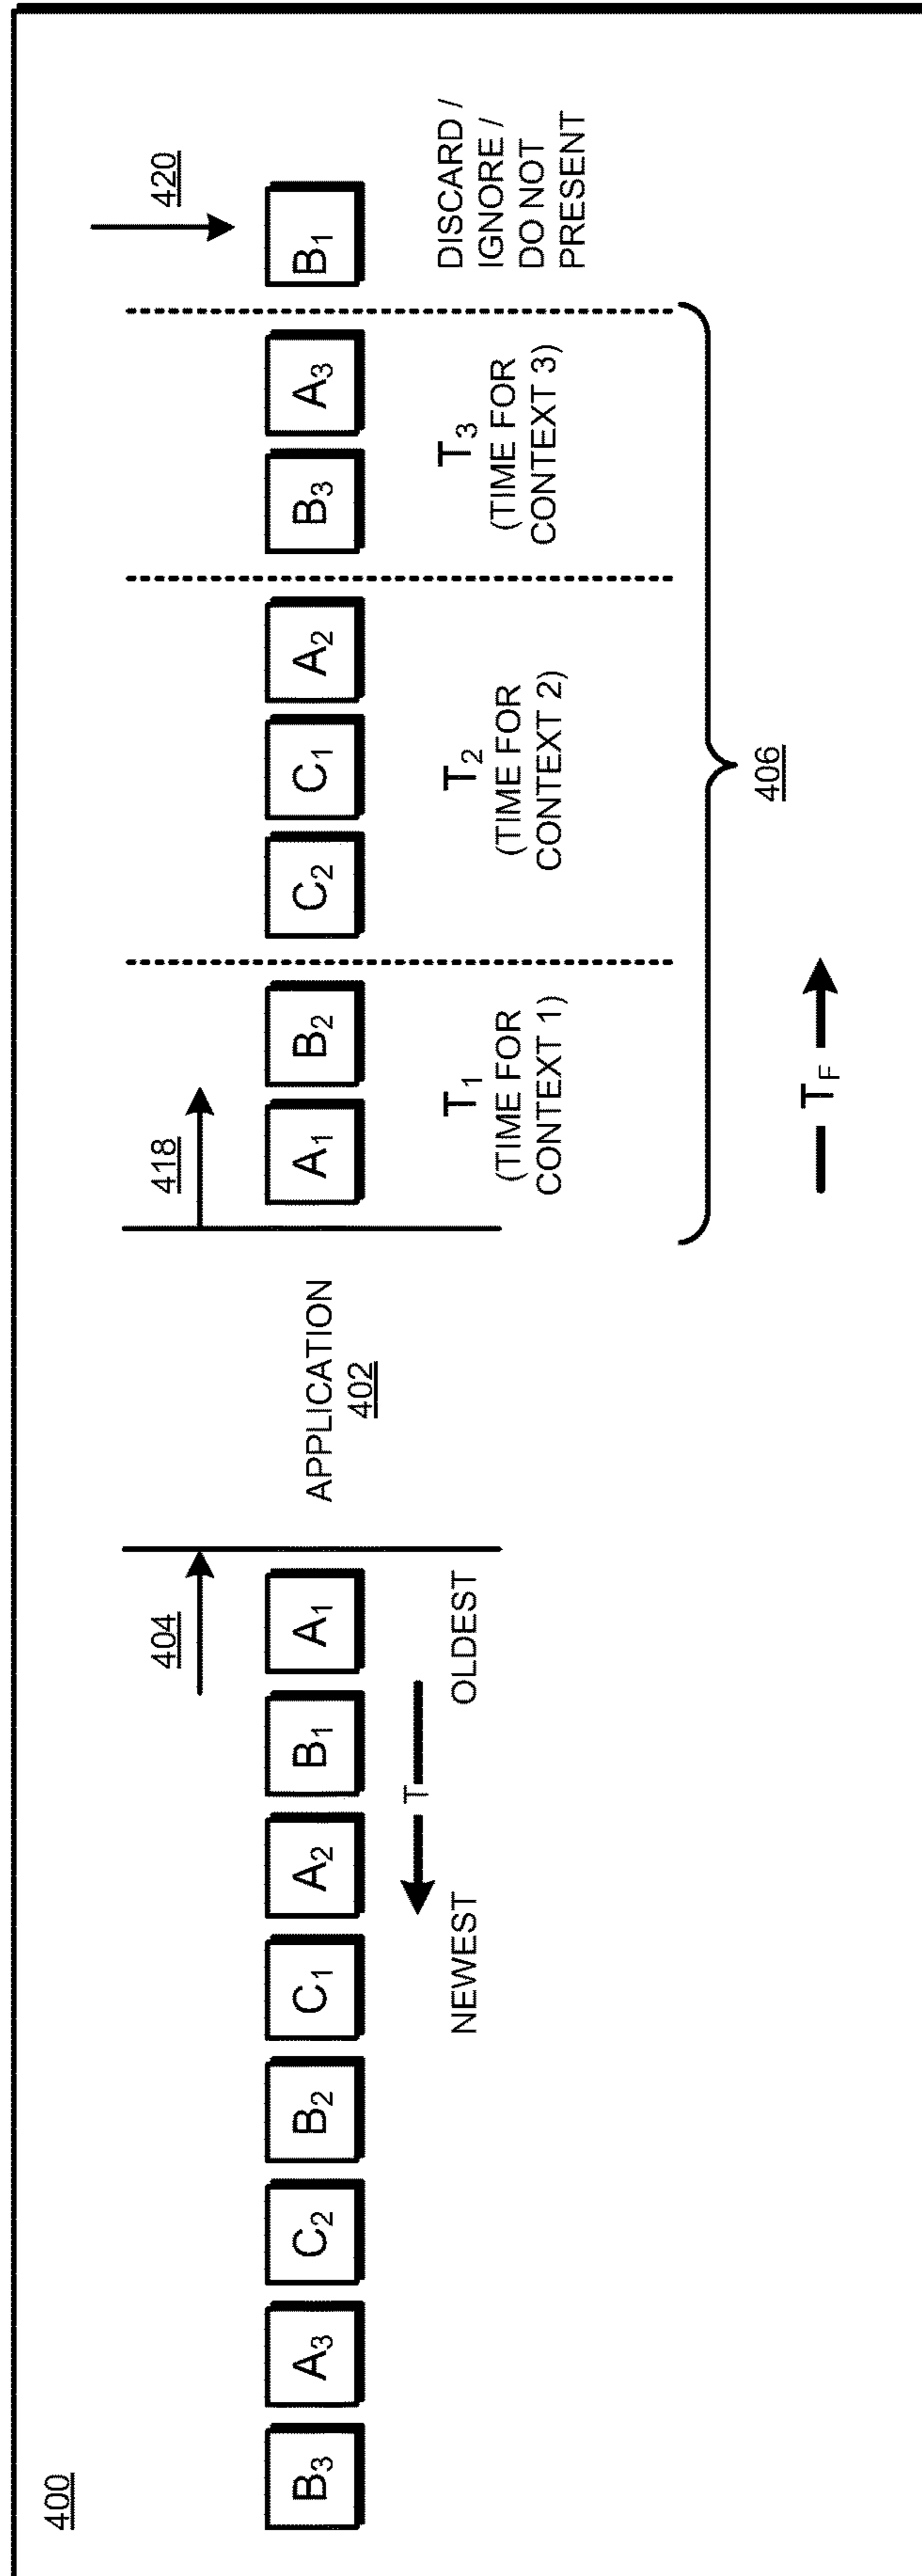 400
404
418
420
B3 A3 C2 B2 C1 A2 B1 A1
APPLICATION
402
A1 B2 C2 C1 A2 B3 A3 B1
NEWEST
T
OLDEST
T1
(TIME FOR
CONTEXT 1)
T2
(TIME FOR
CONTEXT 2)
T3
(TIME FOR
CONTEXT 3)
DISCARD /
IGNORE /
DO NOT
PRESENT
406
TF